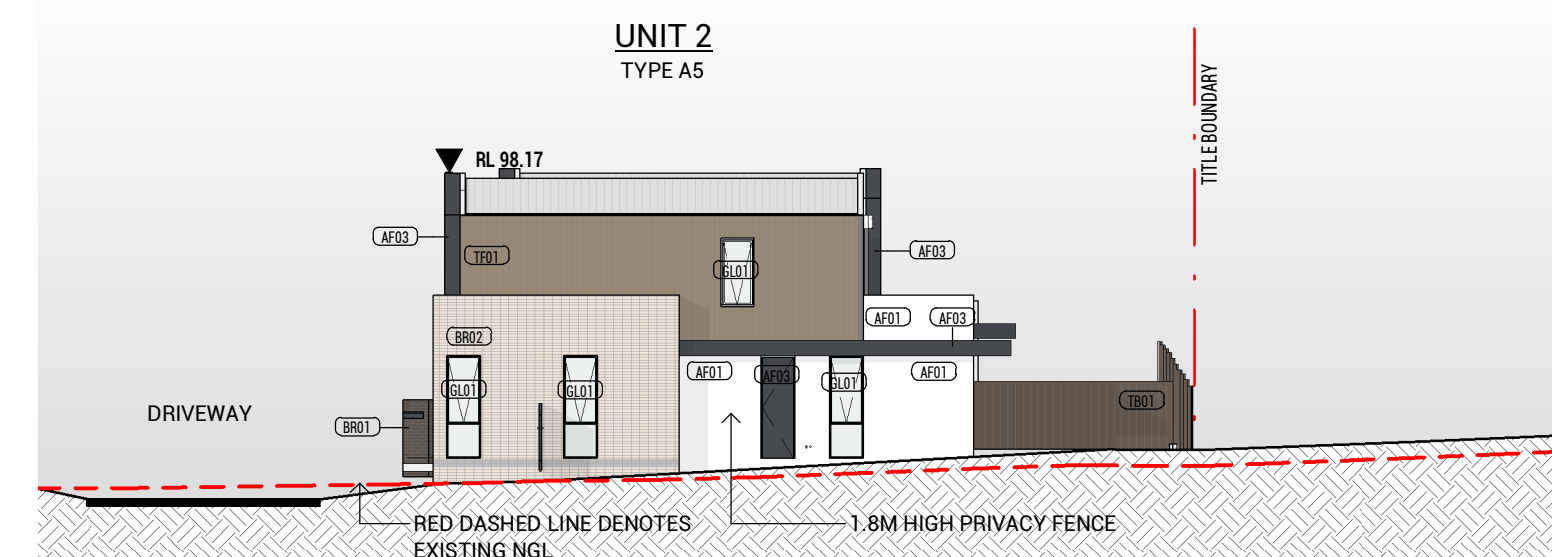 UNIT 2
TYPE A5
TITLE BOUNDARY
RL 98.17
AF03
TF01
GL01
AF03
AF01
AF03
BR02
GL01
GL01
AF01
AF03
GL01
AF01
TB01
DRIVEWAY
BR01
RED DASHED LINE DENOTES
EXISTING NGL
1.8M HIGH PRIVACY FENCE